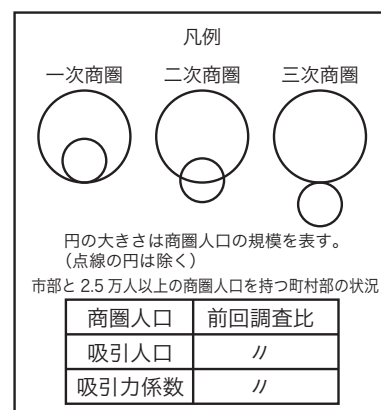 凡例
一次商圏 二次商圏 三次商圏
円の大きさは商圏人口の規模を表す。
(点線の円は除く)
市部と 2.5 万人以上の商圏人口を持つ町村部の状況
商圏人口 前回調査比
吸引人口 〃
吸引力係数 〃